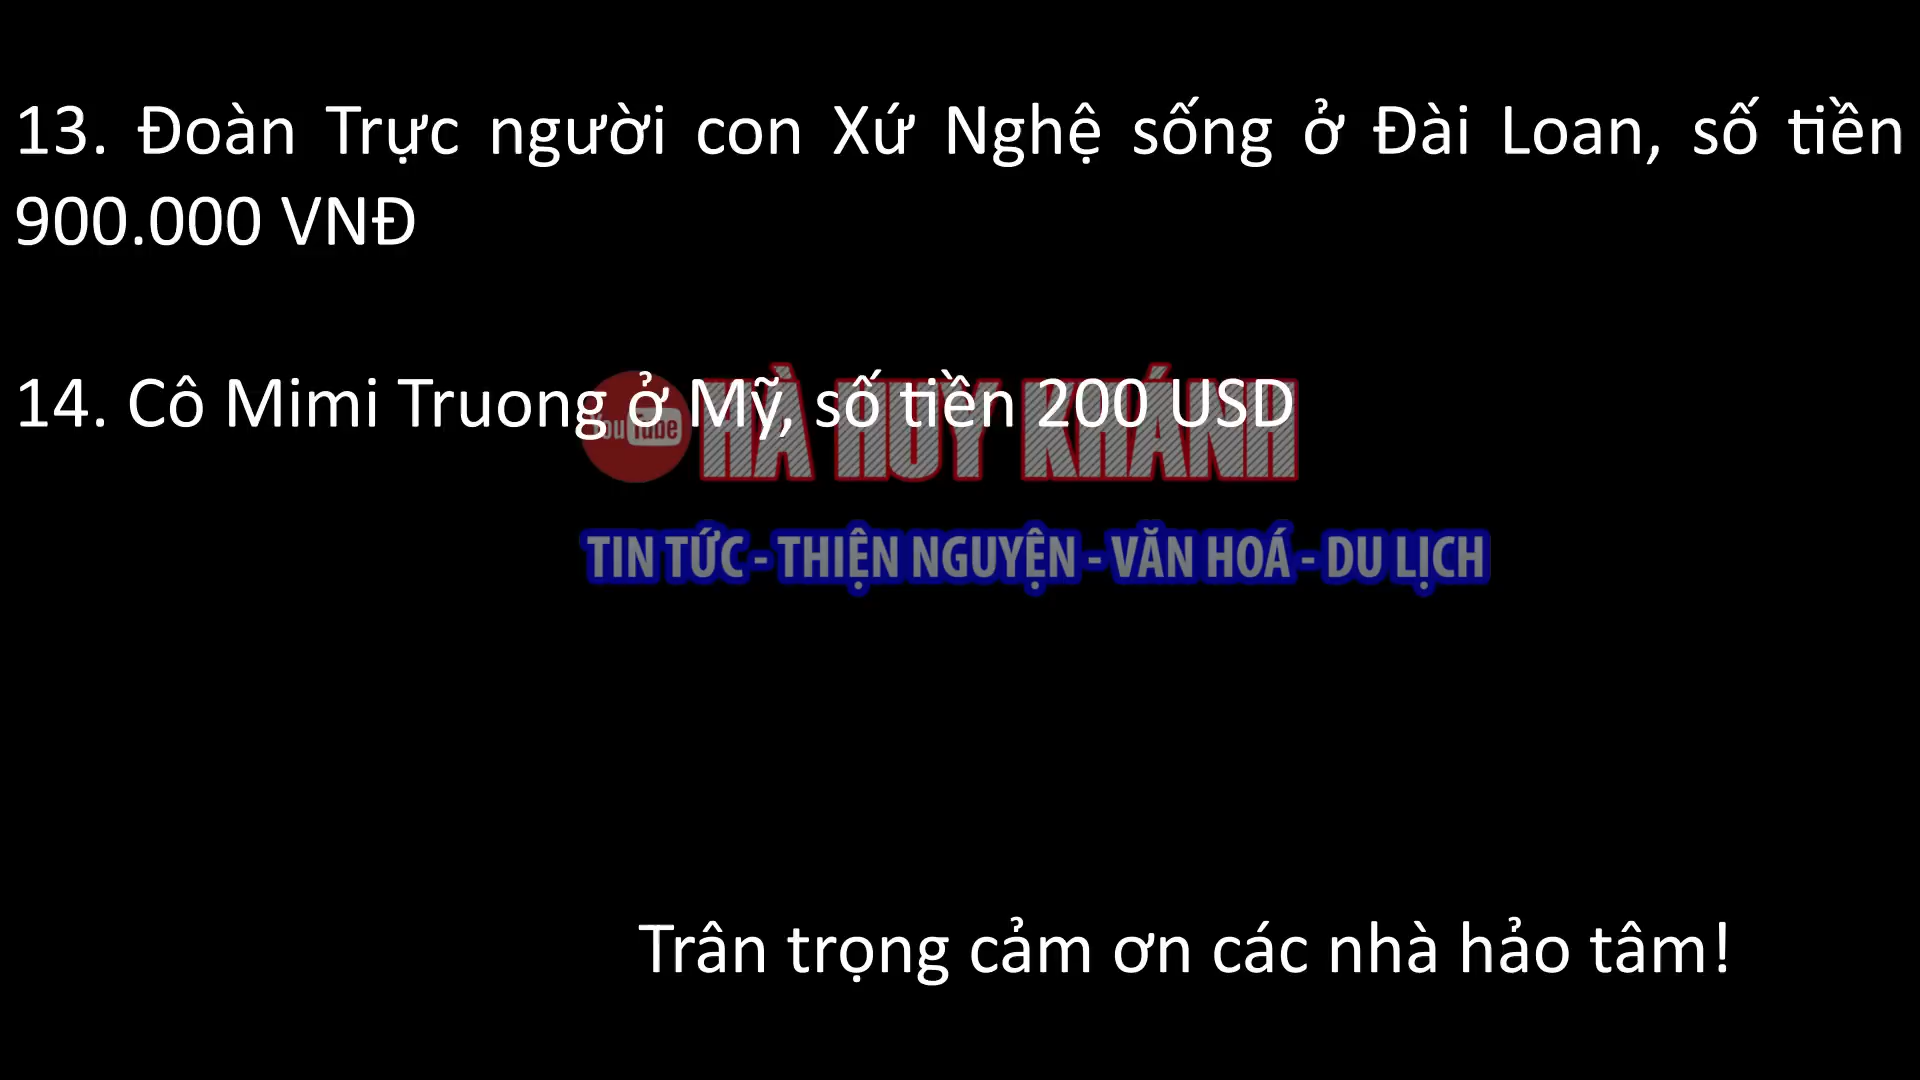 13. Đoàn Trực người con Xứ Nghệ sống ở Đài Loan, số tiền
900.000 VNĐ
14. Cô Mimi Truong ở Mỹ, số tiền 200 USD
YouTube HÀ HUY KHÁNH
TIN TỨC - THIỆN NGUYỆN - VĂN HOÁ - DU LỊCH
Trân trọng cảm ơn các nhà hảo tâm!